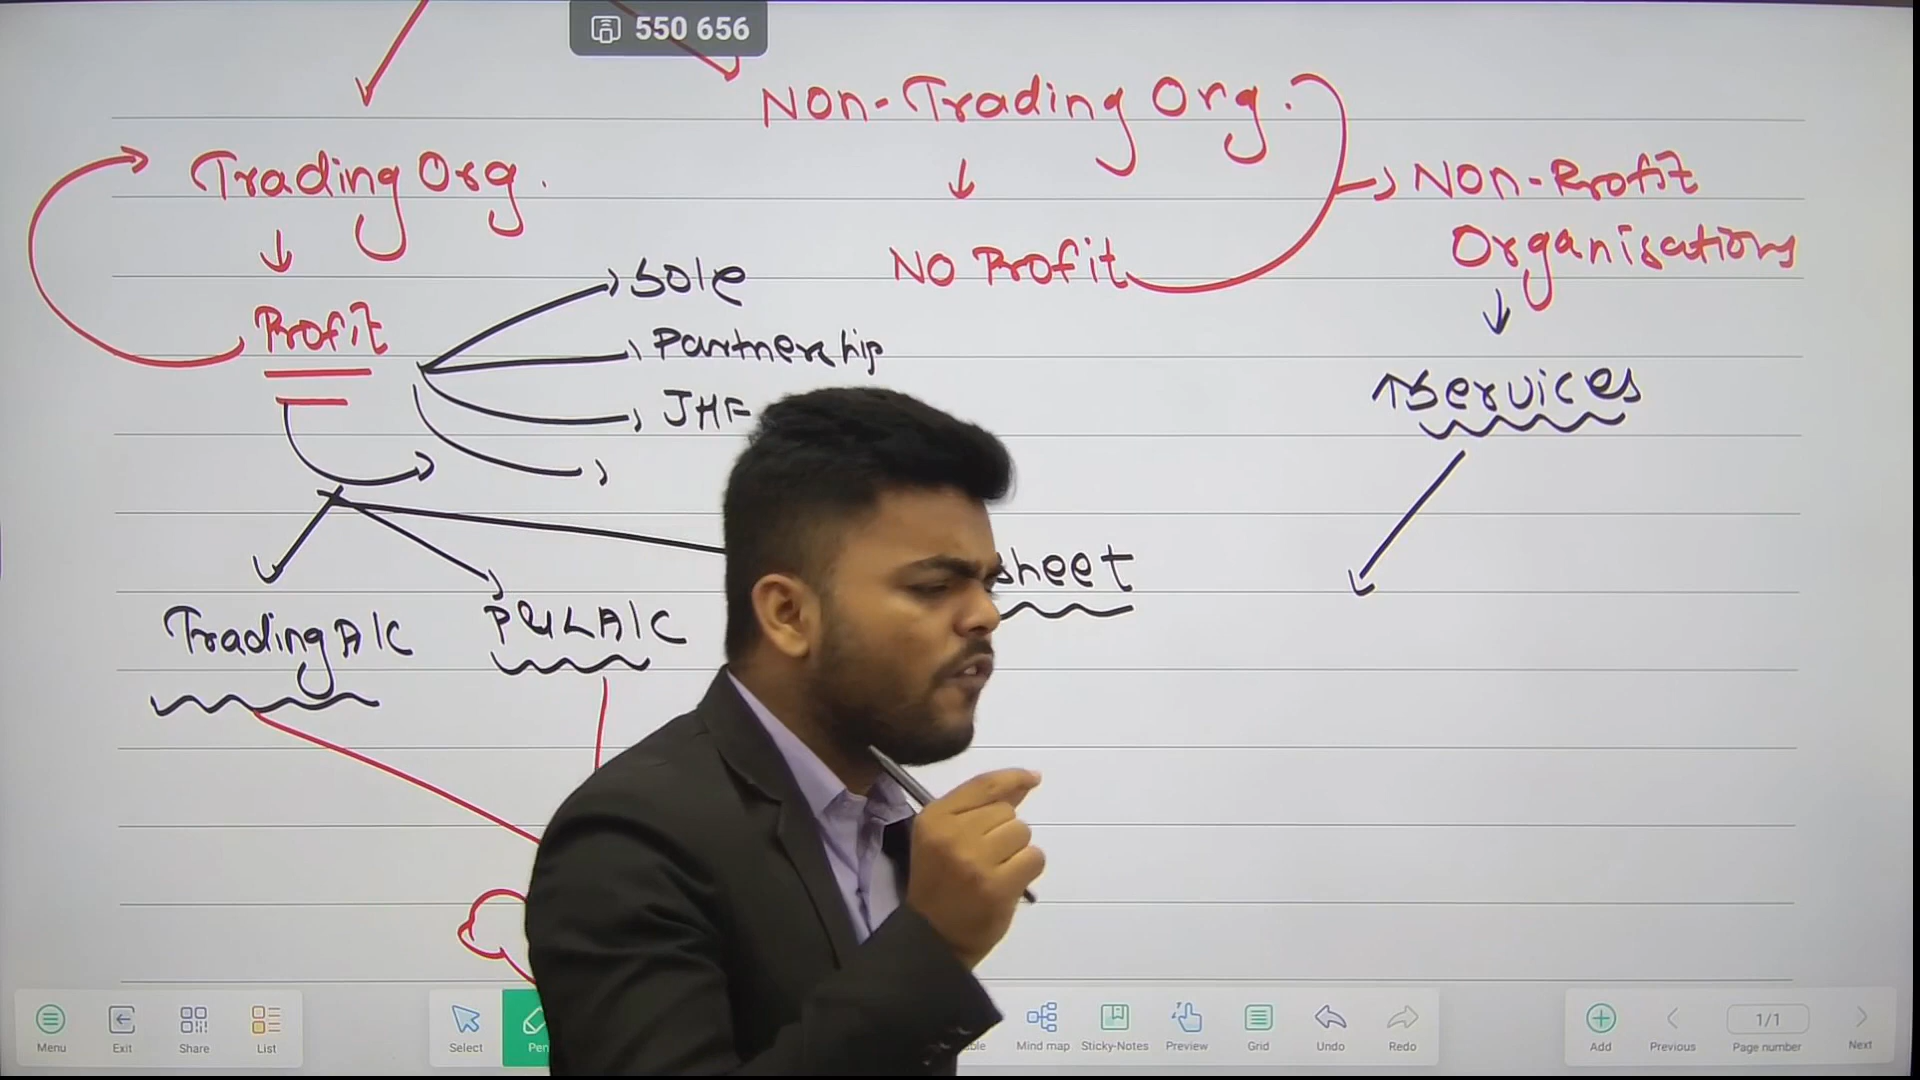 550 656
Non-Trading Org.
Trading Org.
Non-Profit
Organisations
No Profit
Profit
Sole
Partnership
JHF
Services
Sheet
Trading A/C
P&L A/C
Menu
Exit
Share
List
Select
Pen
Mind map
Sticky-Notes
Preview
Grid
Undo
Redo
Add
Previous
1/1
Page number
Next